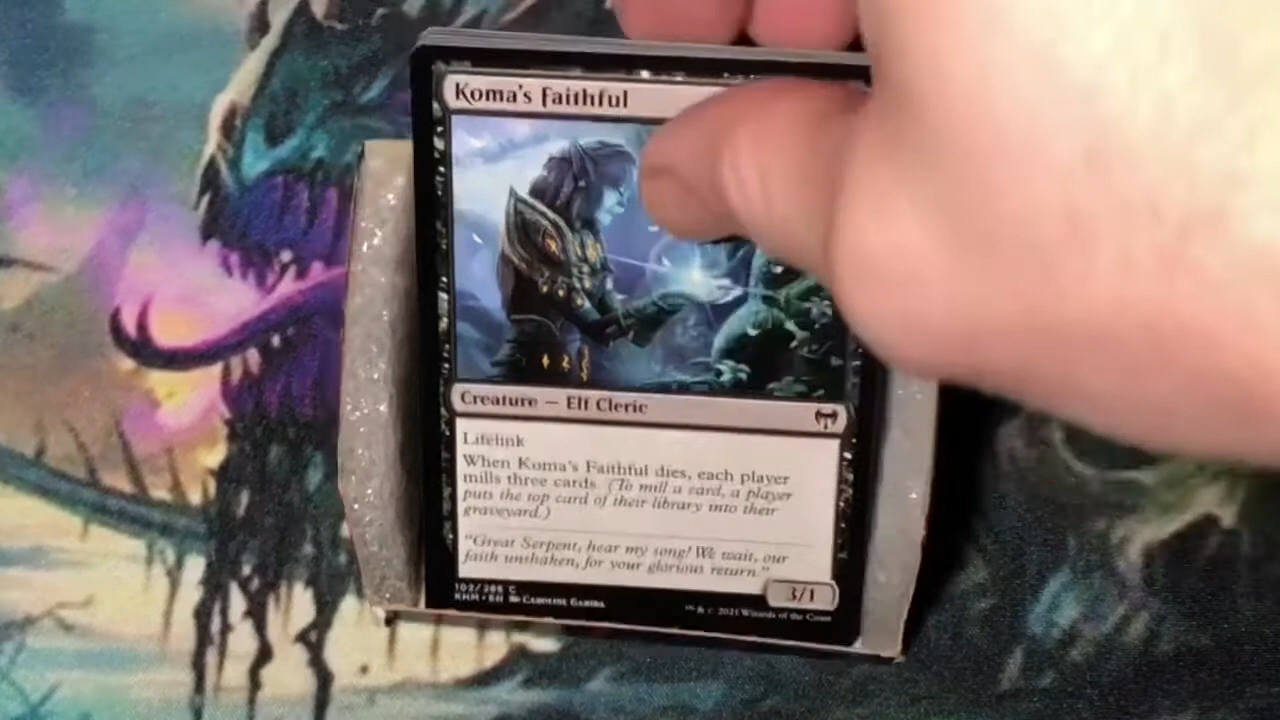 Koma's Faithful
Creature — Elf Cleric
Lifelink
When Koma's Faithful dies, each player
mills three cards. (To mill a card, a player
puts the top card of their library into their
graveyard.)
"Great Serpent, hear my song! We wait, our
faith unshaken, for your glorious return."
3/1
102/285 C
KHM • EN Caroline Gariba
™ & © 2021 Wizards of the Coast